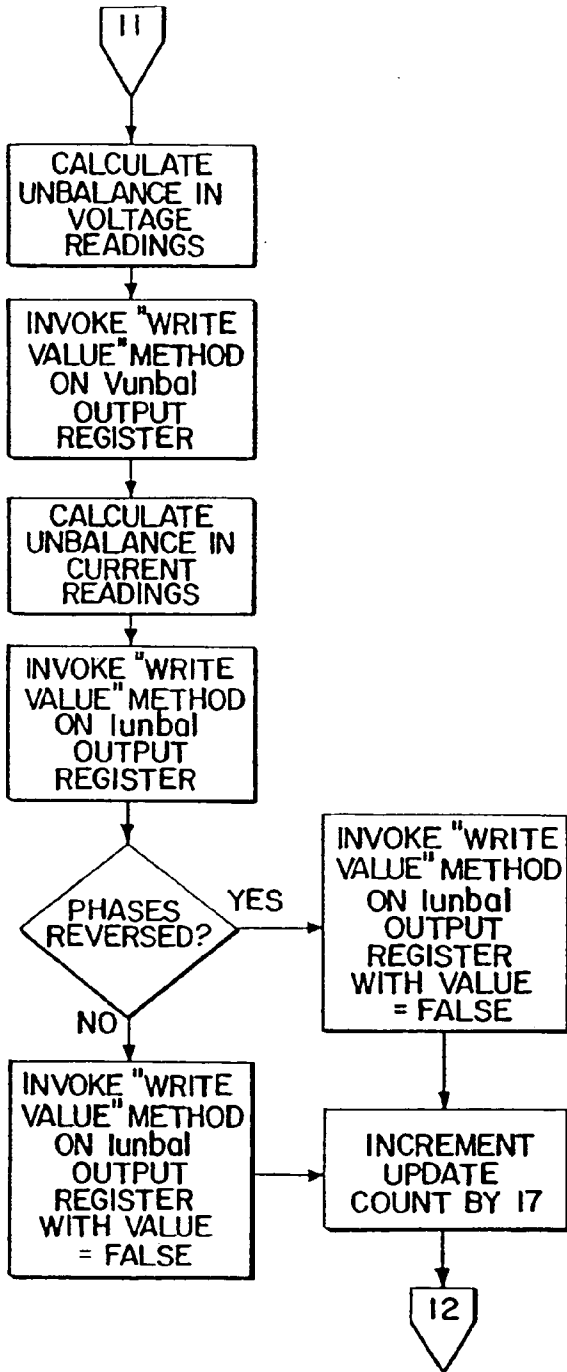 11
CALCULATE
UNBALANCE IN
VOLTAGE
READINGS
INVOKE "WRITE
VALUE" METHOD
ON Vunbal
OUTPUT
REGISTER
CALCULATE
UNBALANCE IN
CURRENT
READINGS
INVOKE "WRITE
VALUE" METHOD
ON Iunbal
OUTPUT
REGISTER
PHASES
REVERSED?
YES
INVOKE "WRITE
VALUE" METHOD
ON Iunbal
OUTPUT
REGISTER
WITH VALUE
= FALSE
NO
INVOKE "WRITE
VALUE" METHOD
ON Iunbal
OUTPUT
REGISTER
WITH VALUE
= FALSE
INCREMENT
UPDATE
COUNT BY 17
12